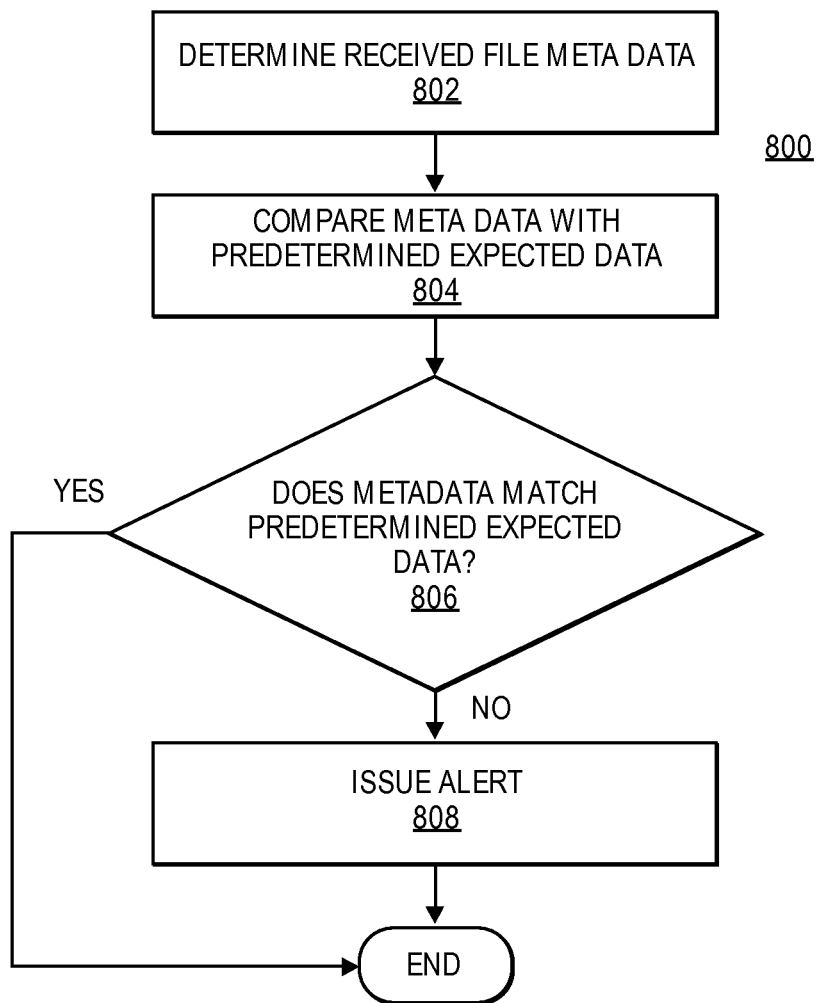 DETERMINE RECEIVED FILE META DATA
802
800
COMPARE META DATA WITH
PREDETERMINED EXPECTED DATA
804
YES
DOES METADATA MATCH
PREDETERMINED EXPECTED
DATA?
806
NO
ISSUE ALERT
808
END